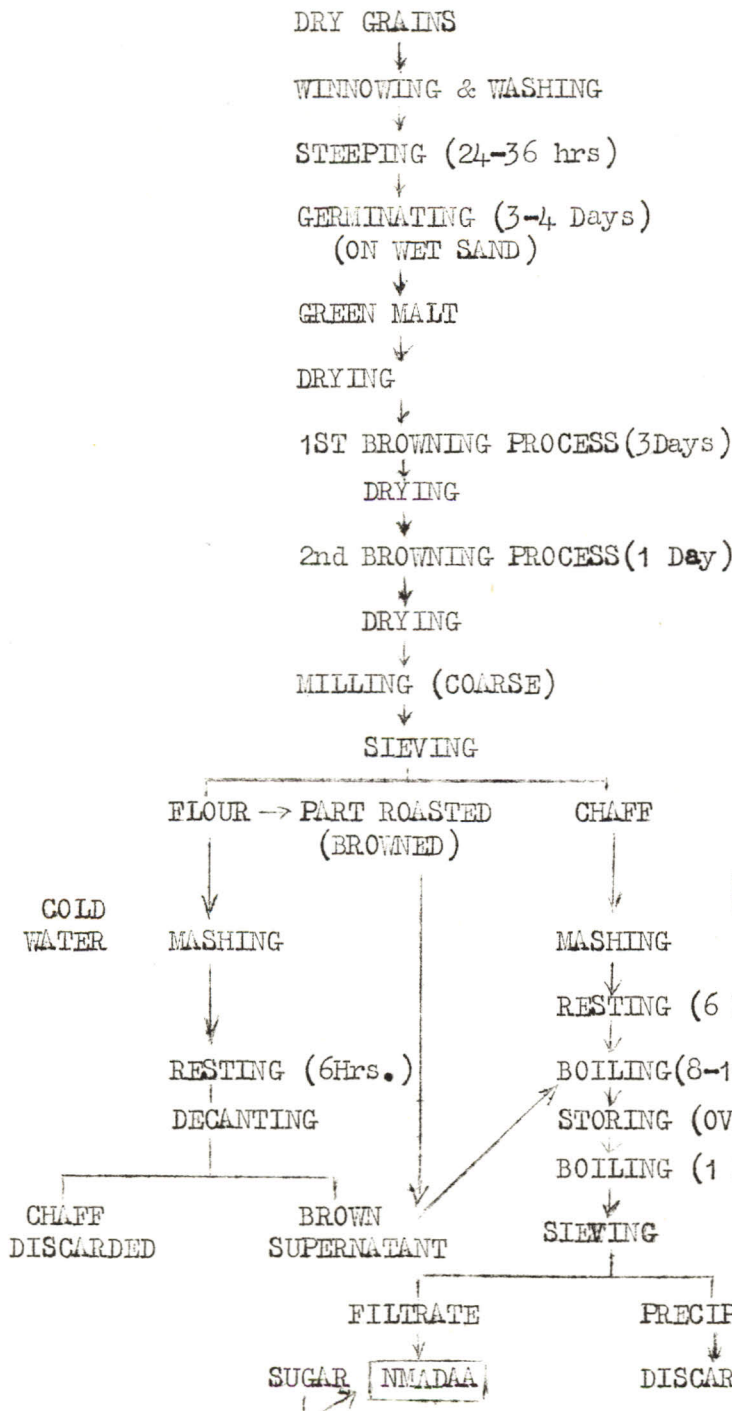 DRY GRAINS
WINNOWING & WASHING
STEEPING (24-36 hrs)
GERMINATING (3-4 Days)
(ON WET SAND)
GREEN MALT
DRYING
1ST BROWNING PROCESS(3Days)
DRYING
2nd BROWNING PROCESS(1 Day)
DRYING
MILLING (COARSE)
SIEVING
FLOUR → PART ROASTED CHAFF
(BROWNED)
COLD
WATER MASHING MASHING
RESTING (6
RESTING (6Hrs.) BOILING(8-1
DECANTING STORING (OV
BOILING (1
CHAFF BROWN SIEVING
DISCARDED SUPERNATANT
FILTRATE PRECIP
SUGAR NMADAA DISCAR